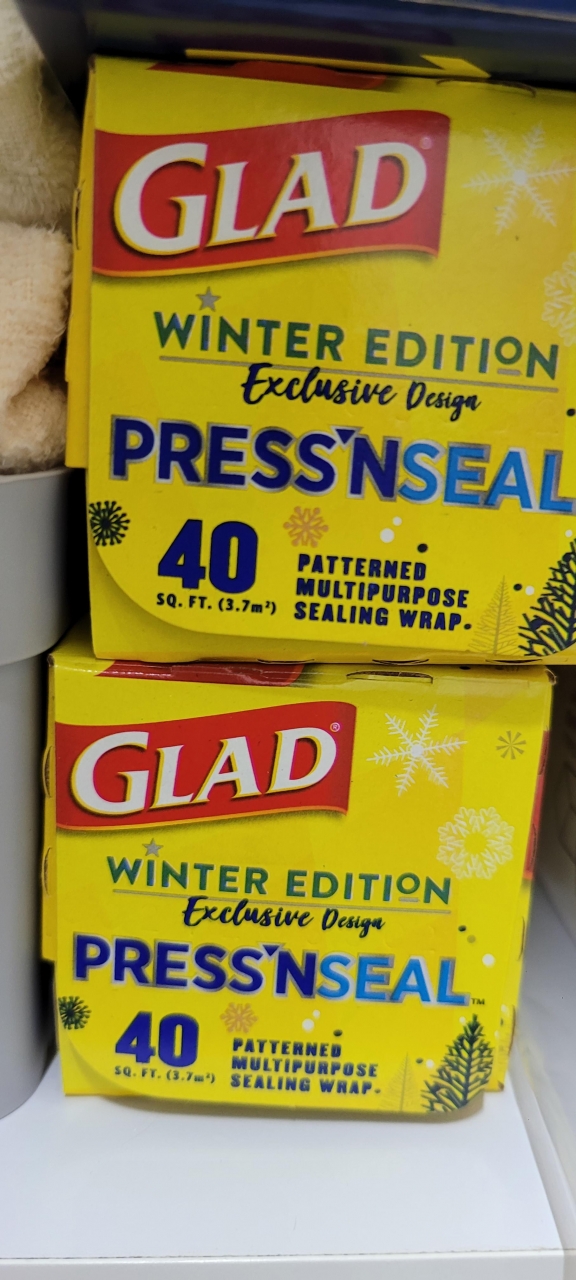 GLAD®
WINTER EDITION
Exclusive Design
PRESS'NSEAL
40
SQ. FT. (3.7m²)
PATTERNED
MULTIPURPOSE
SEALING WRAP.
GLAD®
WINTER EDITION
Exclusive Design
PRESS'NSEAL™
40
SQ. FT. (3.7m²)
PATTERNED
MULTIPURPOSE
SEALING WRAP.